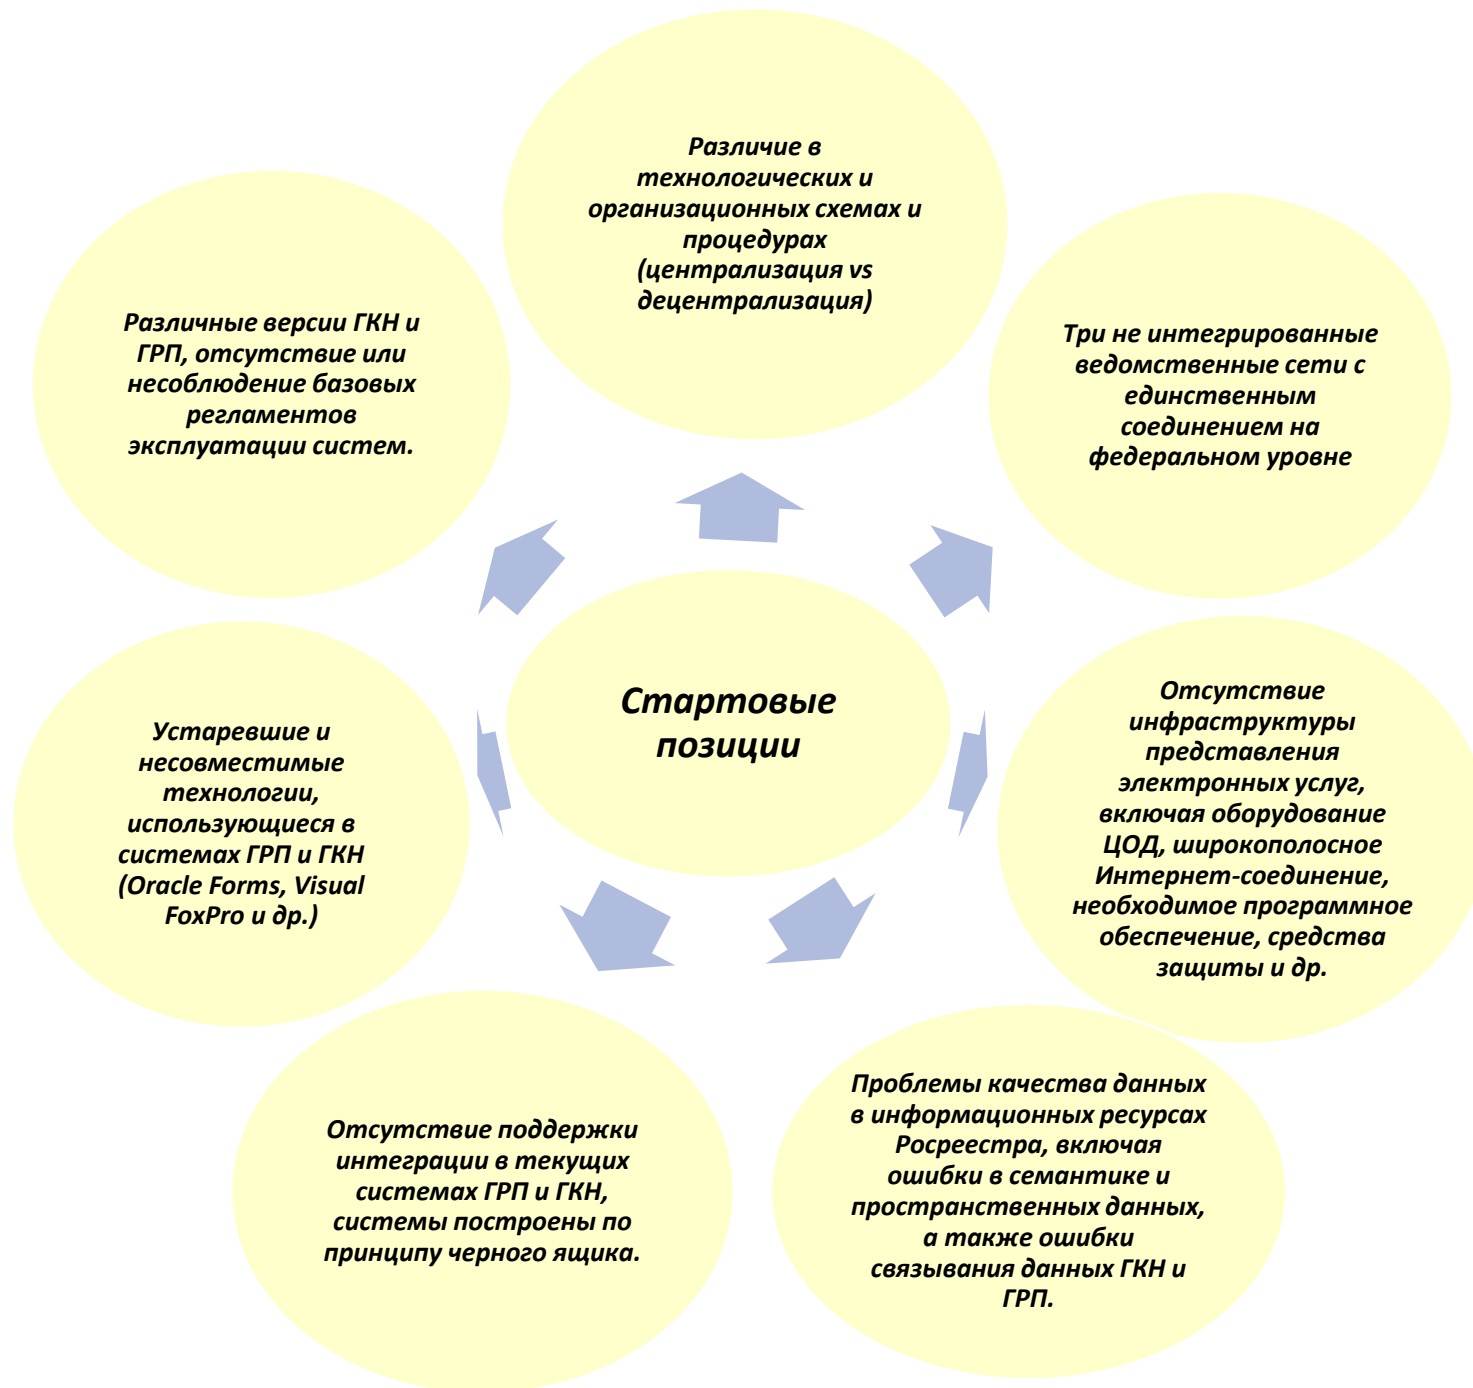 Различие в
технологических и
организационных схемах и
процедурах
(централизация vs
децентрализация)
Три не интегрированные
ведомственные сети с
единственным
соединением на
федеральном уровне
Отсутствие
инфраструктуры
представления
электронных услуг,
включая оборудование
ЦОД, широкополосное
Интернет-соединение,
необходимое программное
обеспечение, средства
защиты и др.
Проблемы качества данных
в информационных ресурсах
Росреестра, включая
ошибки в семантике и
пространственных данных,
а также ошибки
связывания данных ГКН и
ГРП.
Отсутствие поддержки
интеграции в текущих
системах ГРП и ГКН,
системы построены по
принципу черного ящика.
Устаревшие и
несовместимые
технологии,
использующиеся в
системах ГРП и ГКН
(Oracle Forms, Visual
FoxPro и др.)
Различные версии ГКН и
ГРП, отсутствие или
несоблюдение базовых
регламентов
эксплуатации систем.
Стартовые
позиции